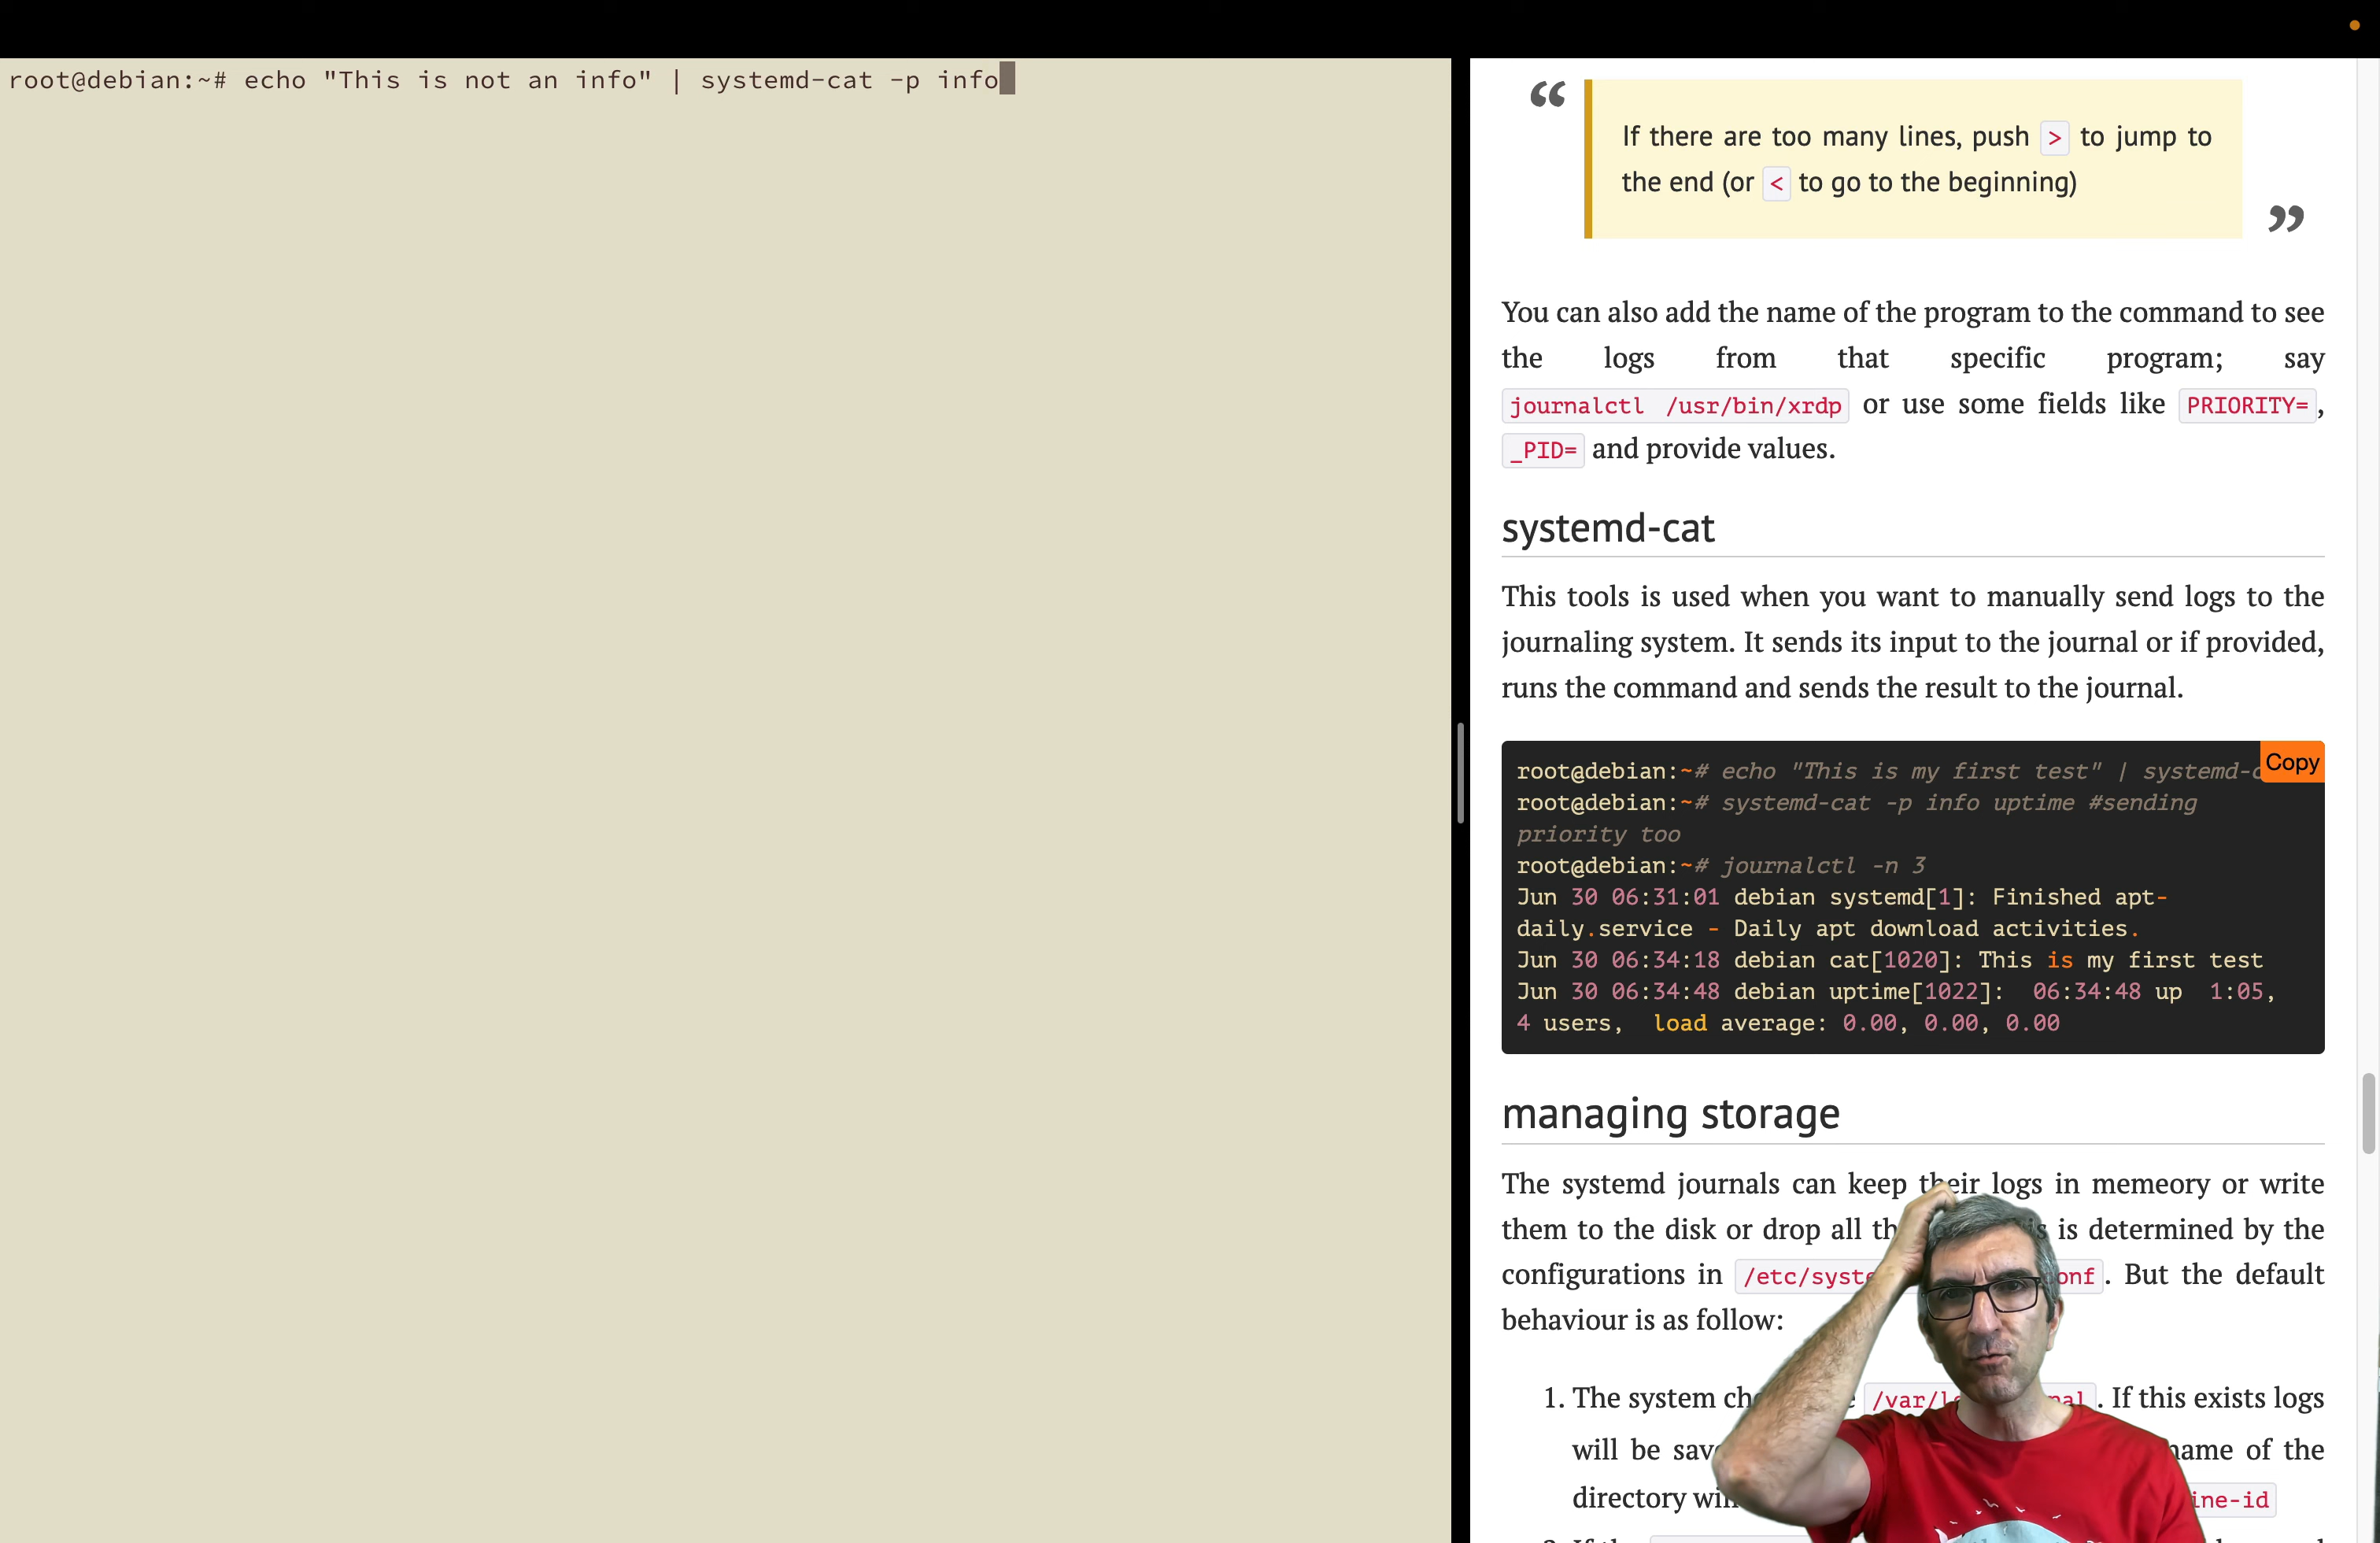 root@debian:~# echo "This is not an info" | systemd-cat -p info
“
If there are too many lines, push > to jump to
the end (or < to go to the beginning)
”
You can also add the name of the program to the command to see
the logs from that specific program; say
journalctl /usr/bin/xrdp or use some fields like PRIORITY= ,
_PID= and provide values.
systemd-cat
This tools is used when you want to manually send logs to the
journaling system. It sends its input to the journal or if provided,
runs the command and sends the result to the journal.
Copy
root@debian:~# echo "This is my first test" | systemd-c
root@debian:~# systemd-cat -p info uptime #sending
priority too
root@debian:~# journalctl -n 3
Jun 30 06:31:01 debian systemd[1]: Finished apt-
daily.service - Daily apt download activities.
Jun 30 06:34:18 debian cat[1020]: This is my first test
Jun 30 06:34:48 debian uptime[1022]:  06:34:48 up  1:05,
4 users,  load average: 0.00, 0.00, 0.00
managing storage
The systemd journals can keep their logs in memeory or write
them to the disk or drop all is determined by the
configurations in /etc/syste onf . But the default
behaviour is as follow:
1. The system /var/l nal . If this exists logs
will be name of the
directory ine-id